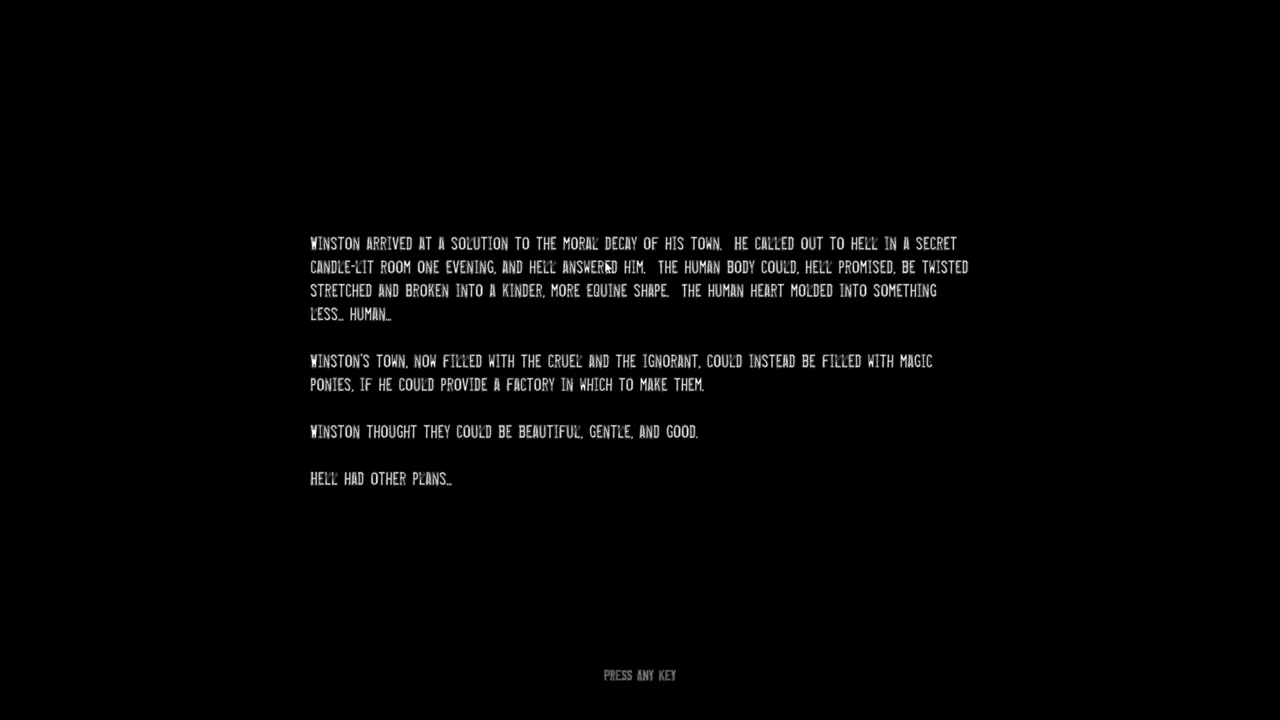 WINSTON ARRIVED AT A SOLUTION TO THE MORAL DECAY OF HIS TOWN.  HE CALLED OUT TO HELL IN A SECRET
CANDLE-LIT ROOM ONE EVENING, AND HELL ANSWERED HIM.  THE HUMAN BODY COULD, HELL PROMISED, BE TWISTED
STRETCHED AND BROKEN INTO A KINDER, MORE EQUINE SHAPE.  THE HUMAN HEART MOLDED INTO SOMETHING
LESS... HUMAN...
WINSTON'S TOWN, NOW FILLED WITH THE CRUEL AND THE IGNORANT, COULD INSTEAD BE FILLED WITH MAGIC
PONIES, IF HE COULD PROVIDE A FACTORY IN WHICH TO MAKE THEM.
WINSTON THOUGHT THEY COULD BE BEAUTIFUL, GENTLE, AND GOOD.
HELL HAD OTHER PLANS...
PRESS ANY KEY